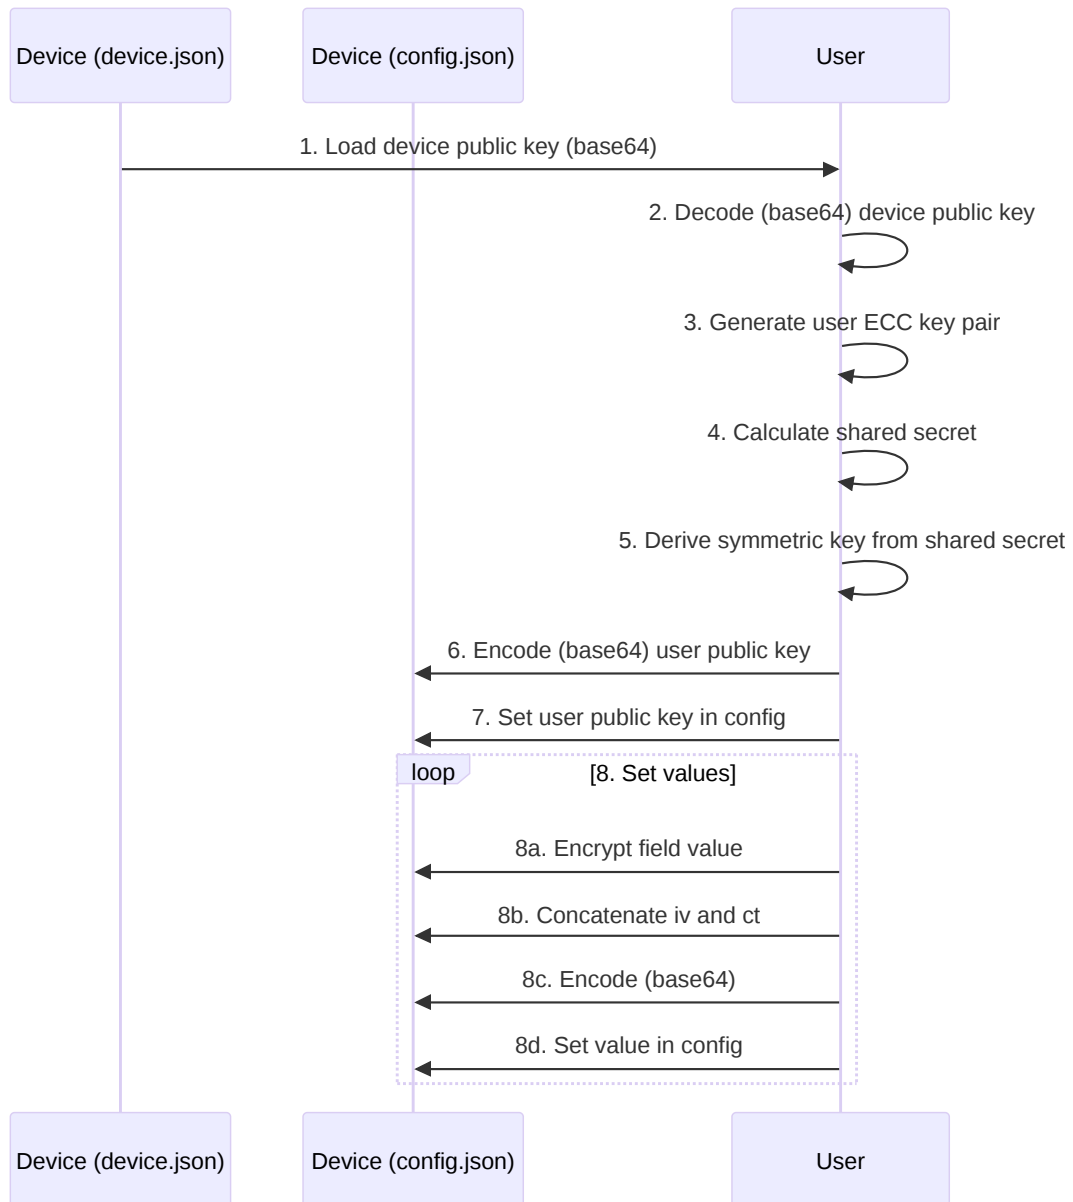 Device (device.json)
Device (config.json)
User
1. Load device public key (base64)
2. Decode (base64) device public key
3. Generate user ECC key pair
4. Calculate shared secret
5. Derive symmetric key from shared secret
6. Encode (base64) user public key
7. Set user public key in config
loop
[8. Set values]
8a. Encrypt field value
8b. Concatenate iv and ct
8c. Encode (base64)
8d. Set value in config
Device (device.json)
Device (config.json)
User